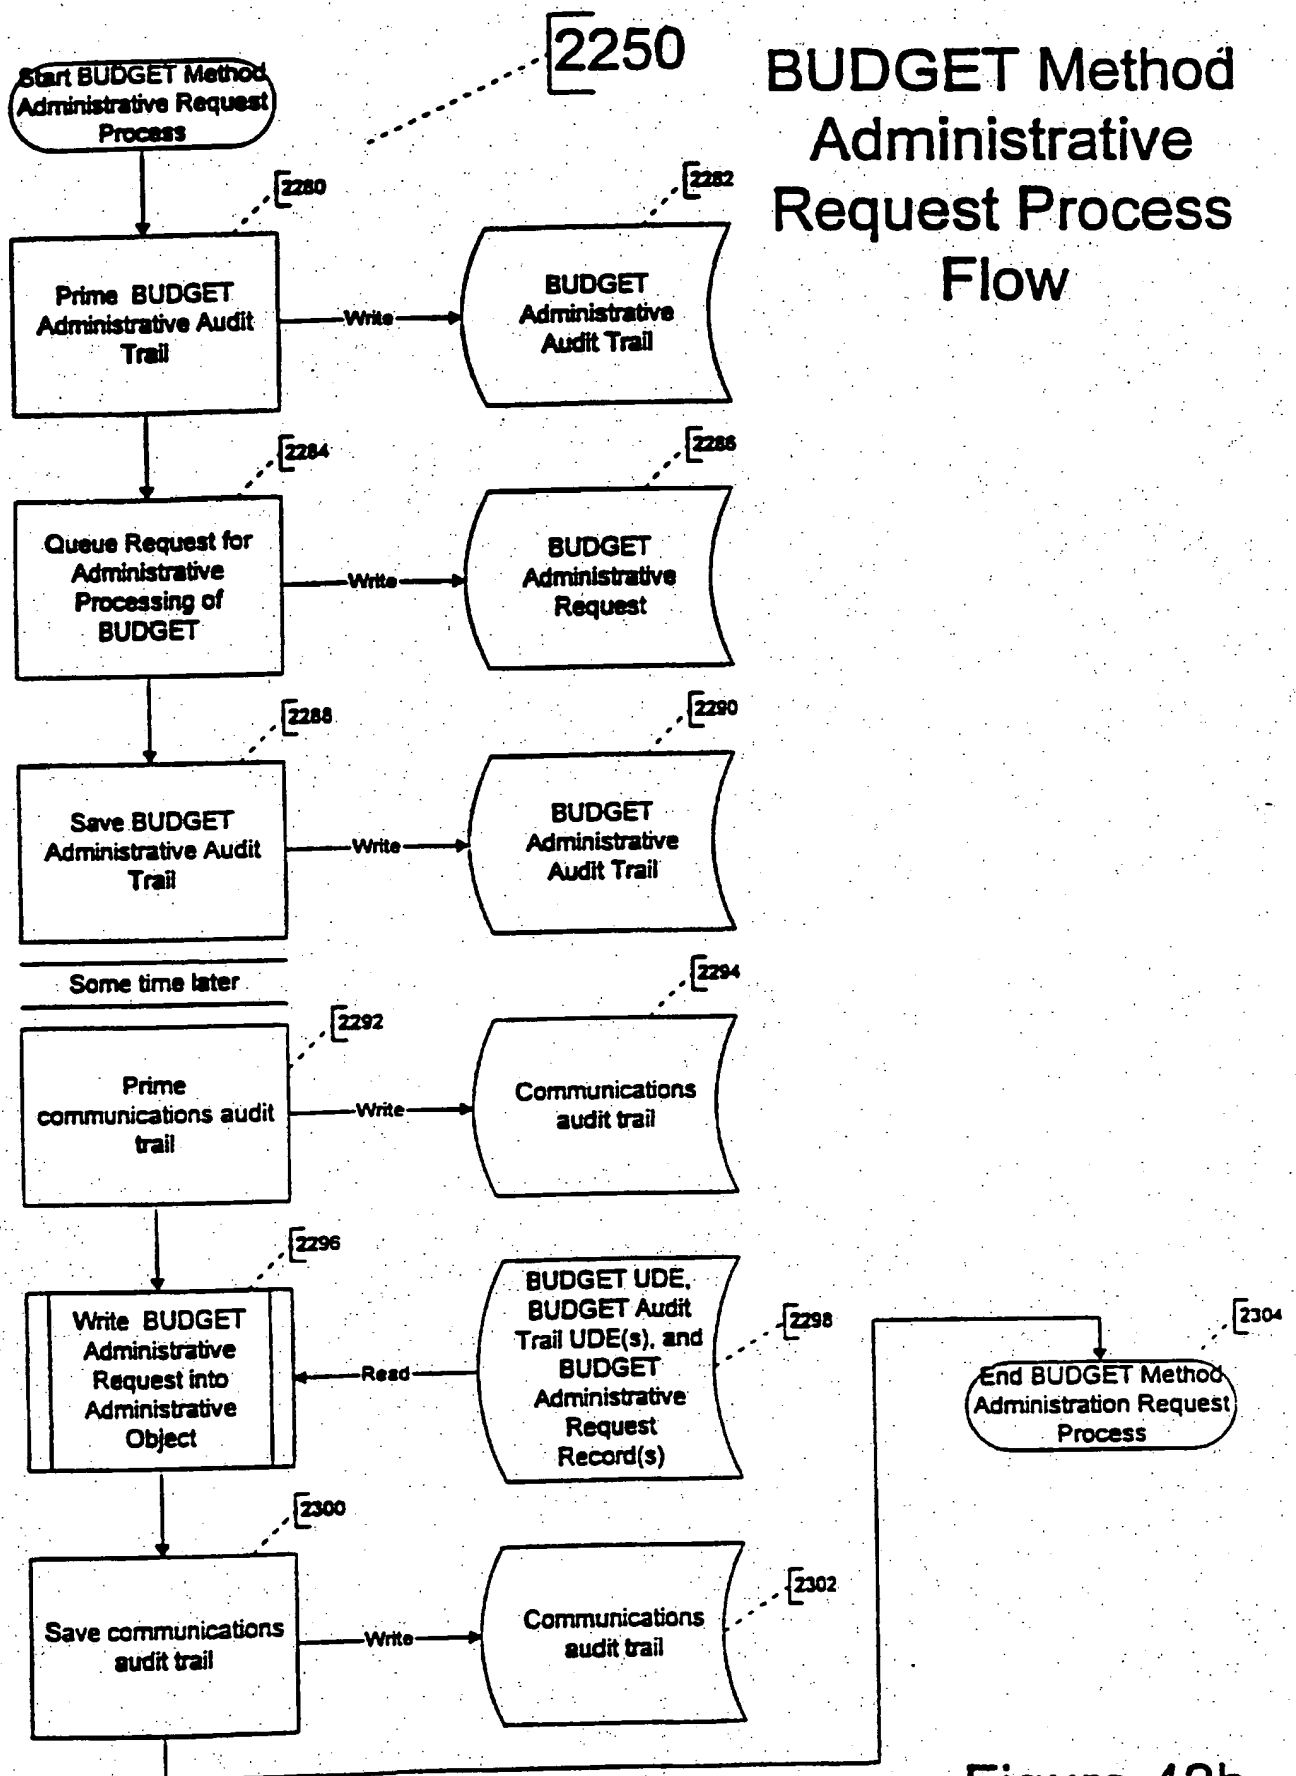 2250
BUDGET Method
Administrative
Request Process
Flow
Start BUDGET Method
Administrative Request
Process
2280
2282
Prime BUDGET
Administrative Audit
Trail
Write
BUDGET
Administrative
Audit Trail
2284
2286
Queue Request for
Administrative
Processing of
BUDGET
Write
BUDGET
Administrative
Request
2288
2290
Save BUDGET
Administrative Audit
Trail
Write
BUDGET
Administrative
Audit Trail
Some time later
2292
2294
Prime
communications audit
trail
Write
Communications
audit trail
2296
2298
Write BUDGET
Administrative
Request into
Administrative
Object
Read
BUDGET UDE,
BUDGET Audit
Trail UDE(s), and
BUDGET
Administrative
Request
Record(s)
2304
End BUDGET Method
Administration Request
Process
2300
2302
Save communications
audit trail
Write
Communications
audit trail